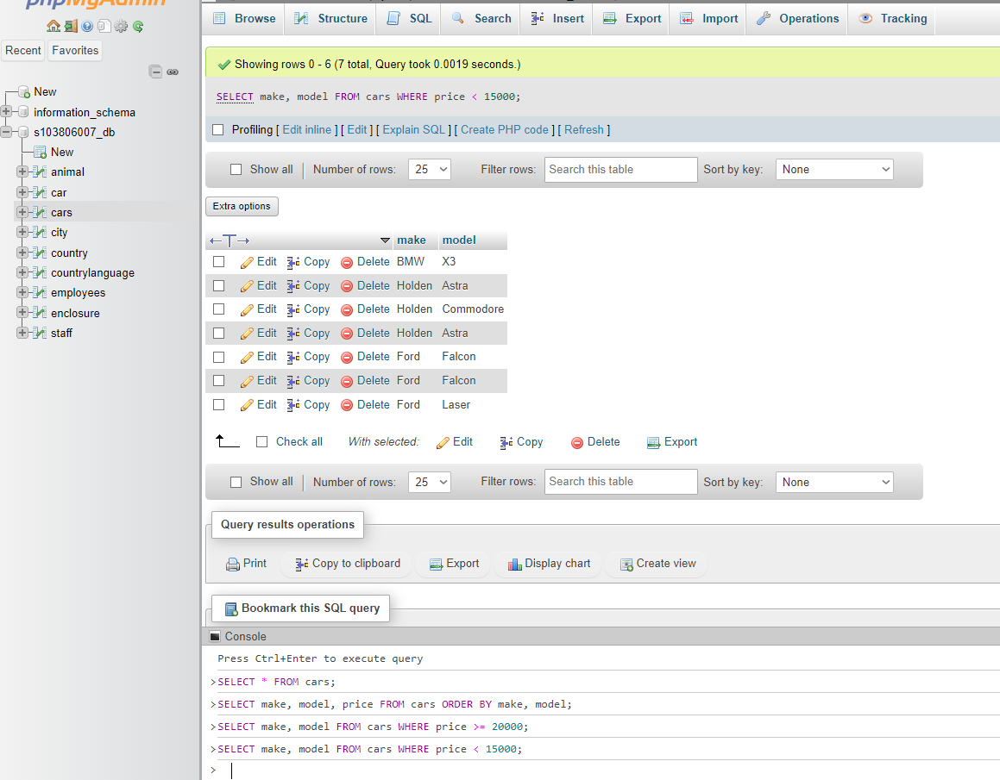 phpMyAdmin
Browse Structure SQL Search Insert Export Import Operations Tracking
Recent Favorites
New
information_schema
s103806007_db
New
animal
car
cars
city
country
countrylanguage
employees
enclosure
staff
Showing rows 0 - 6 (7 total, Query took 0.0019 seconds.)
SELECT make, model FROM cars WHERE price < 15000;
Profiling [ Edit inline ] [ Edit ] [ Explain SQL ] [ Create PHP code ] [ Refresh ]
Show all Number of rows: 25 Filter rows: Search this table Sort by key: None
Extra options
make model
Edit Copy Delete BMW X3
Edit Copy Delete Holden Astra
Edit Copy Delete Holden Commodore
Edit Copy Delete Holden Astra
Edit Copy Delete Ford Falcon
Edit Copy Delete Ford Falcon
Edit Copy Delete Ford Laser
Check all With selected: Edit Copy Delete Export
Show all Number of rows: 25 Filter rows: Search this table Sort by key: None
Query results operations
Print Copy to clipboard Export Display chart Create view
Bookmark this SQL query
Console
Press Ctrl+Enter to execute query
>SELECT * FROM cars;
>SELECT make, model, price FROM cars ORDER BY make, model;
>SELECT make, model FROM cars WHERE price >= 20000;
>SELECT make, model FROM cars WHERE price < 15000;
>